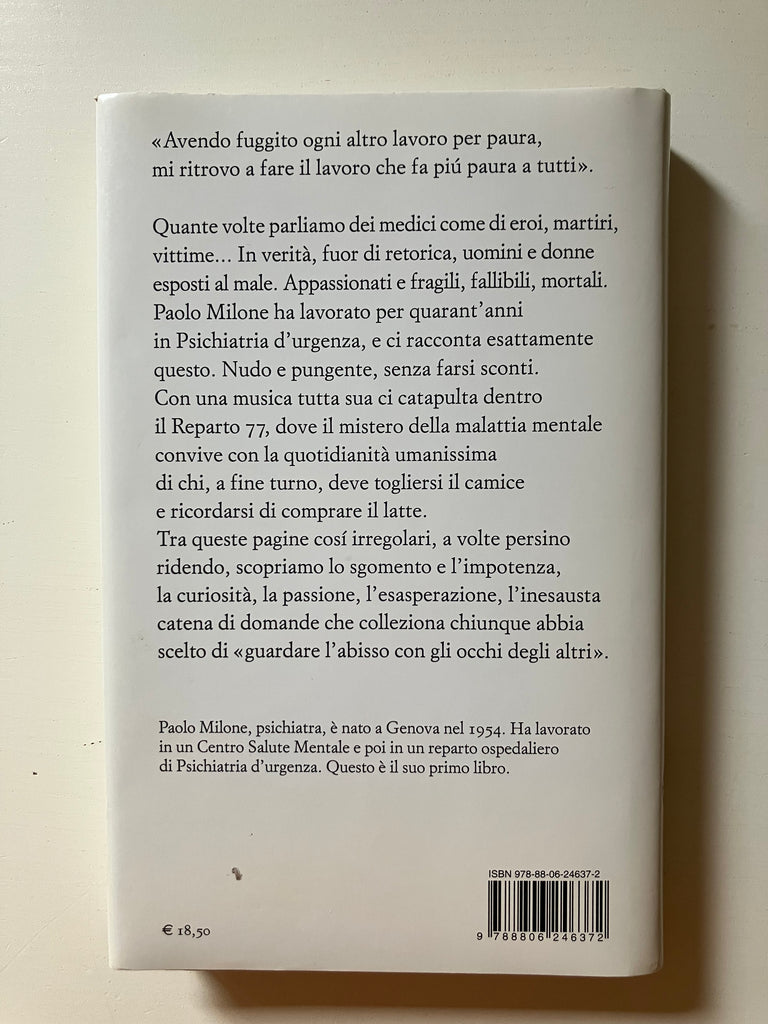 «Avendo fuggito ogni altro lavoro per paura,
mi ritrovo a fare il lavoro che fa piú paura a tutti».
Quante volte parliamo dei medici come di eroi, martiri,
vittime... In verità, fuor di retorica, uomini e donne
esposti al male. Appassionati e fragili, fallibili, mortali.
Paolo Milone ha lavorato per quarant'anni
in Psichiatria d'urgenza, e ci racconta esattamente
questo. Nudo e pungente, senza farsi sconti.
Con una musica tutta sua ci catapulta dentro
il Reparto 77, dove il mistero della malattia mentale
convive con la quotidianità umanissima
di chi, a fine turno, deve togliersi il camice
e ricordarsi di comprare il latte.
Tra queste pagine cosí irregolari, a volte persino
ridendo, scopriamo lo sgomento e l'impotenza,
la curiosità, la passione, l'esasperazione, l'inesausta
catena di domande che colleziona chiunque abbia
scelto di «guardare l'abisso con gli occhi degli altri».
Paolo Milone, psichiatra, è nato a Genova nel 1954. Ha lavorato
in un Centro Salute Mentale e poi in un reparto ospedaliero
di Psichiatria d'urgenza. Questo è il suo primo libro.
ISBN 978-88-06-24637-2
9 788806 246372
€ 18,50